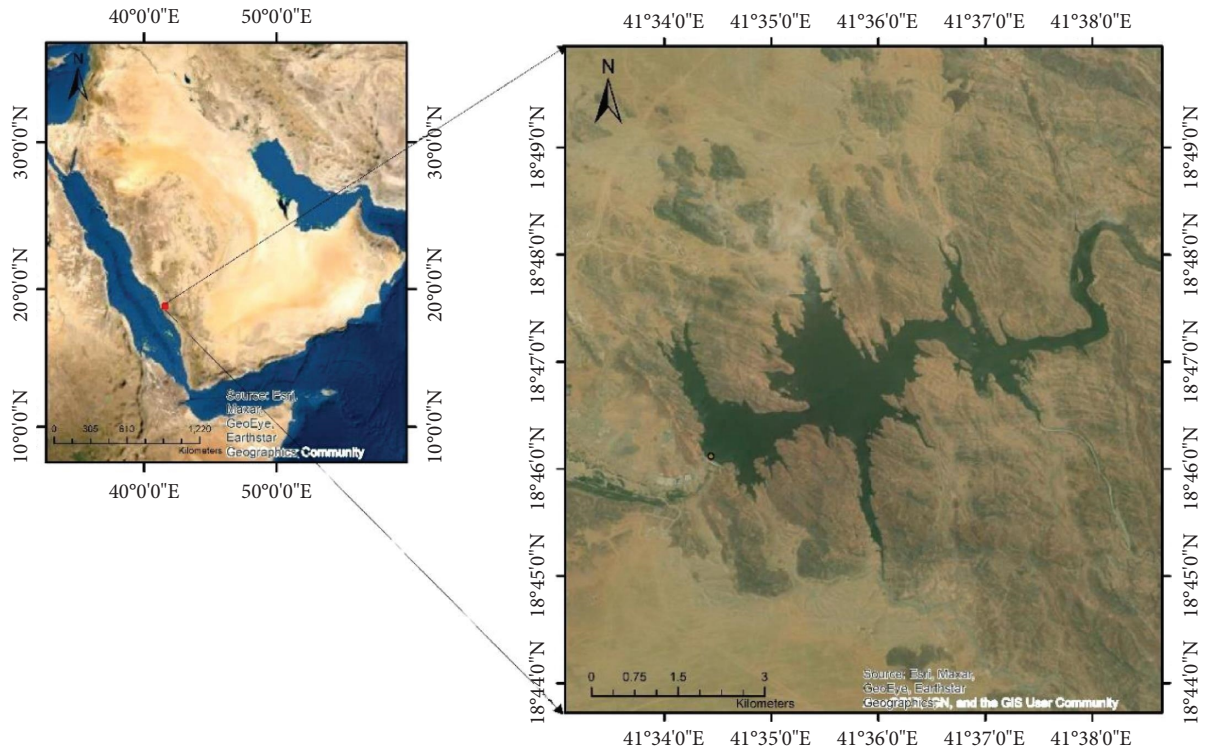 40°0'0"E 50°0'0"E
N
30°0'0"N
20°0'0"N
10°0'0"N
30°0'0"N
20°0'0"N
10°0'0"N
Source: Esri,
Maxar,
GeoEye,
Earthstar
Geographics, Community
0 305 610 1,220
Kilometers
40°0'0"E 50°0'0"E
41°34'0"E 41°35'0"E 41°36'0"E 41°37'0"E 41°38'0"E
N
18°49'0"N
18°48'0"N
18°47'0"N
18°46'0"N
18°45'0"N
18°44'0"N
18°49'0"N
18°48'0"N
18°47'0"N
18°46'0"N
18°45'0"N
18°44'0"N
0 0.75 1.5 3
Kilometers
Source: Esri, Maxar,
GeoEye, Earthstar
Geographics, and the GIS User Community
41°34'0"E 41°35'0"E 41°36'0"E 41°37'0"E 41°38'0"E